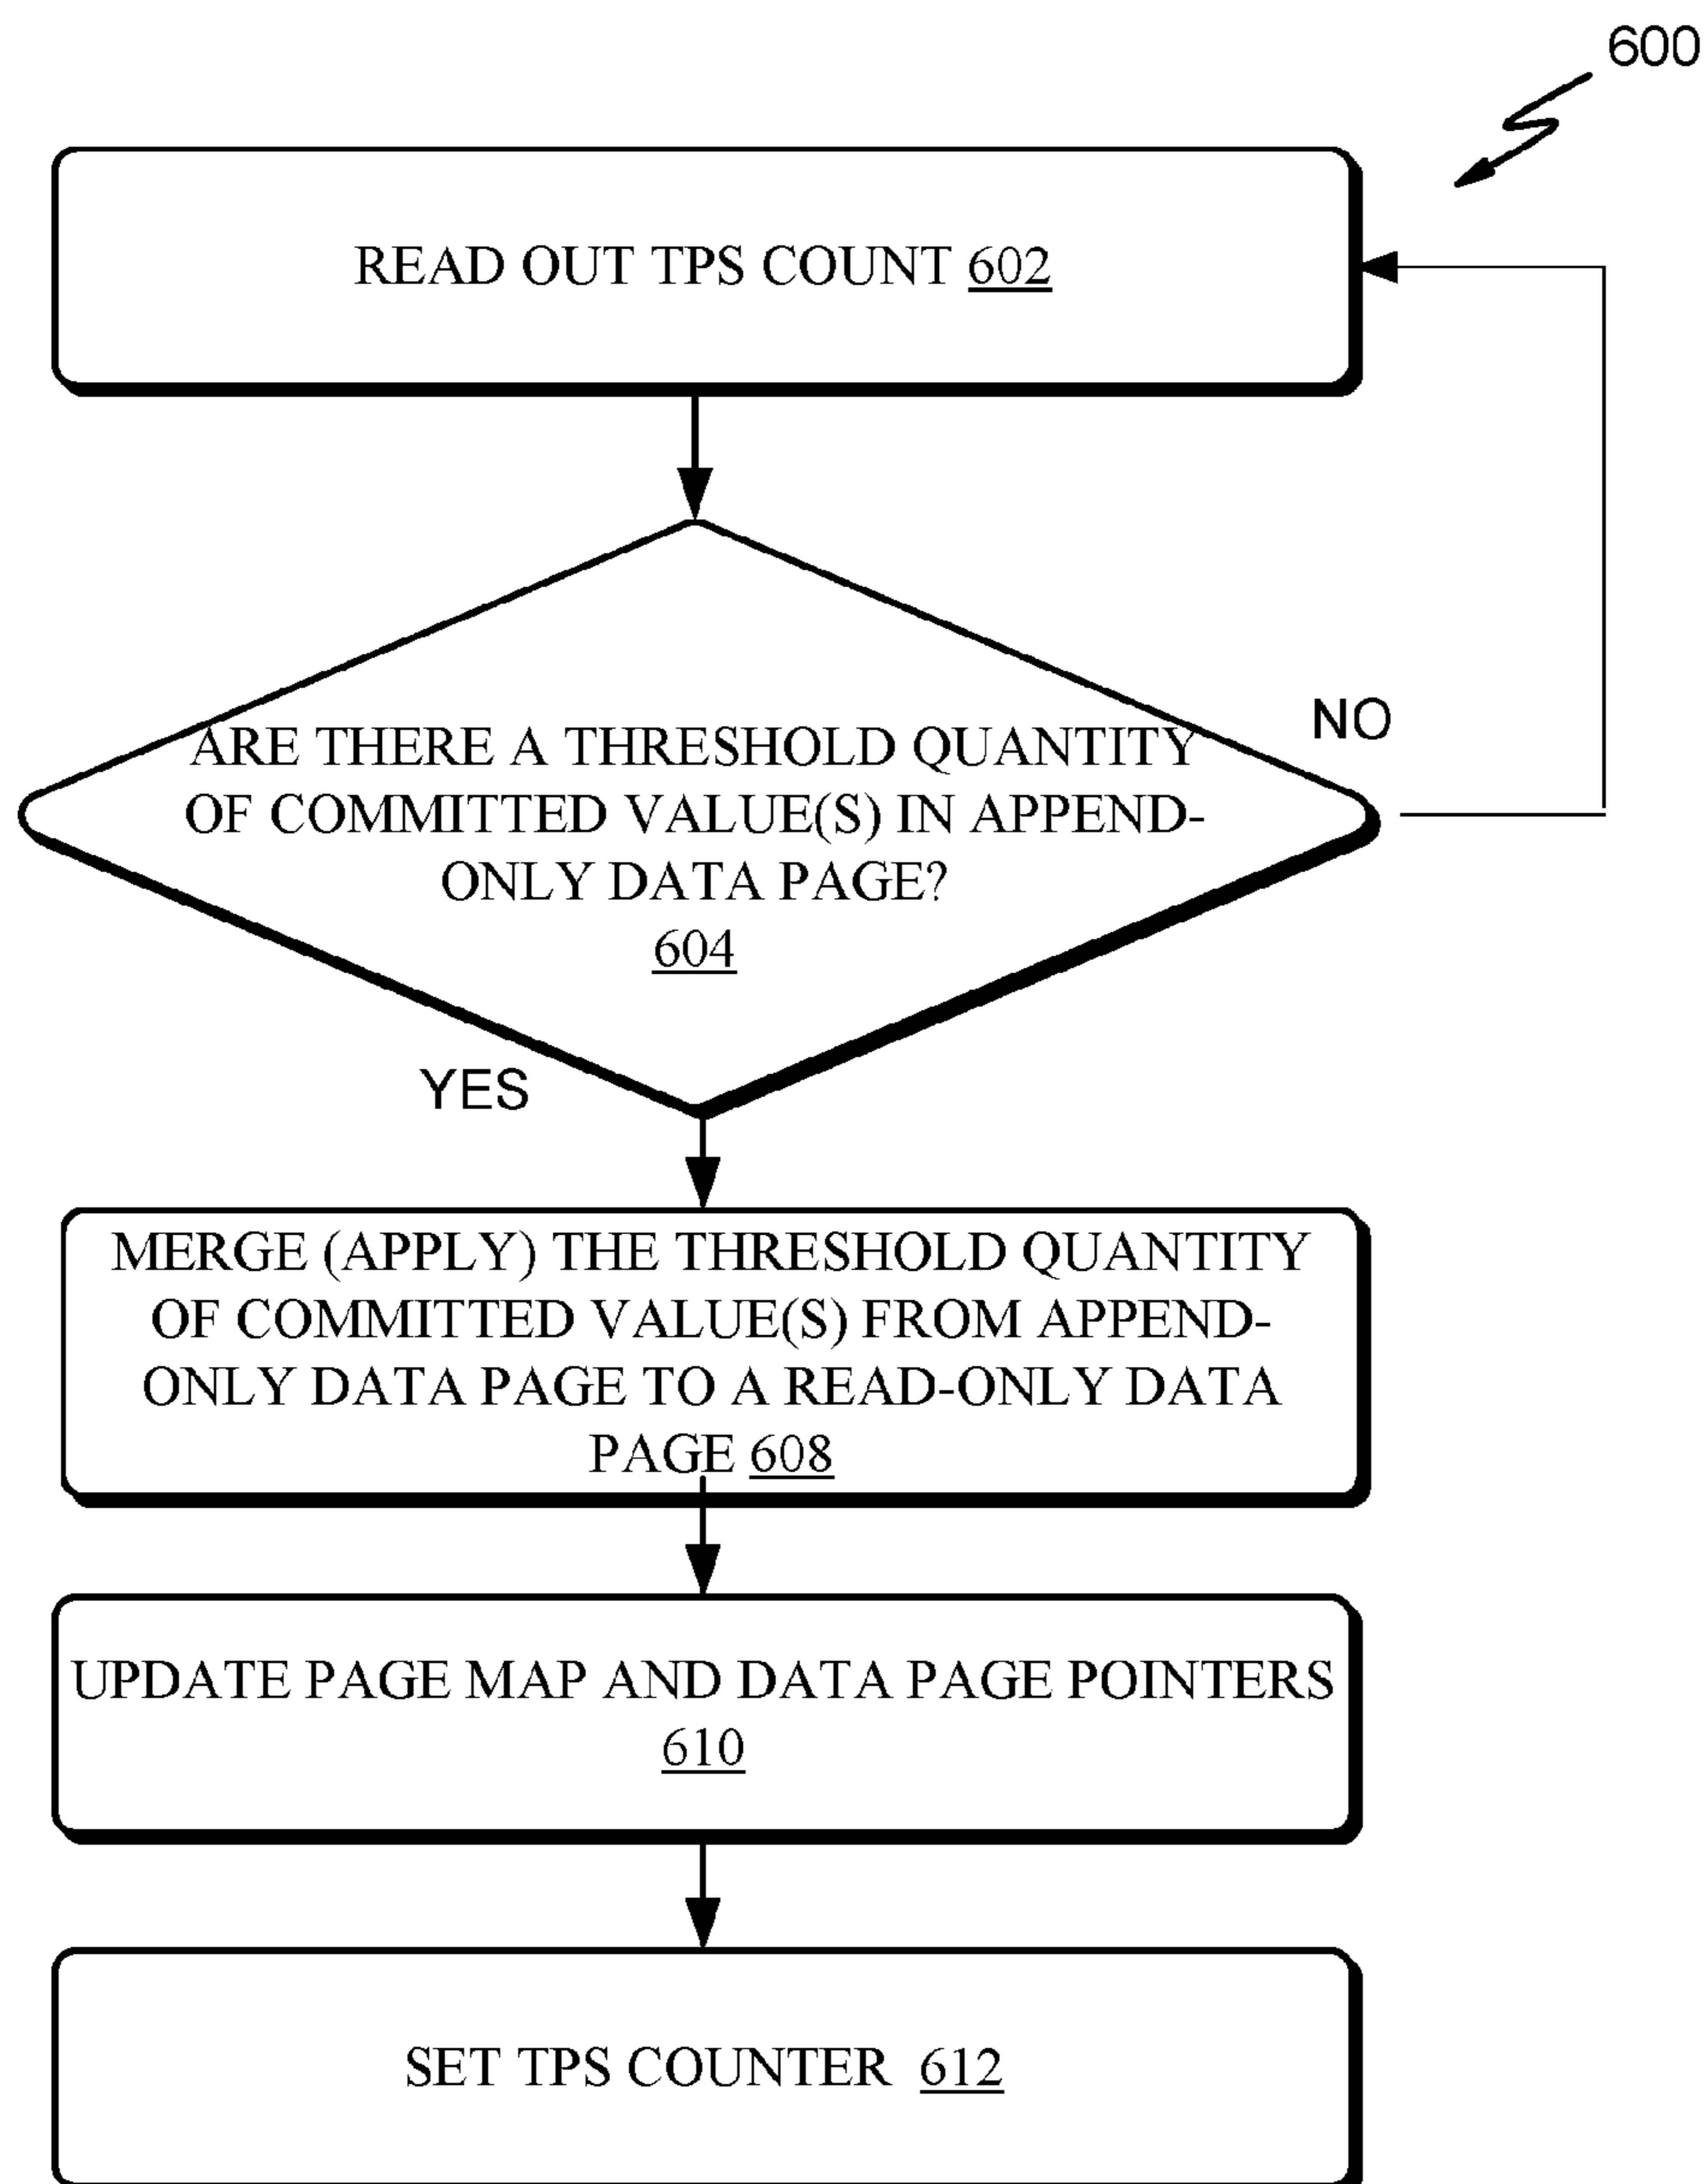 600
READ OUT TPS COUNT 602
ARE THERE A THRESHOLD QUANTITY
OF COMMITTED VALUE(S) IN APPEND-
ONLY DATA PAGE?
604
NO
YES
MERGE (APPLY) THE THRESHOLD QUANTITY
OF COMMITTED VALUE(S) FROM APPEND-
ONLY DATA PAGE TO A READ-ONLY DATA
PAGE 608
UPDATE PAGE MAP AND DATA PAGE POINTERS
610
SET TPS COUNTER 612